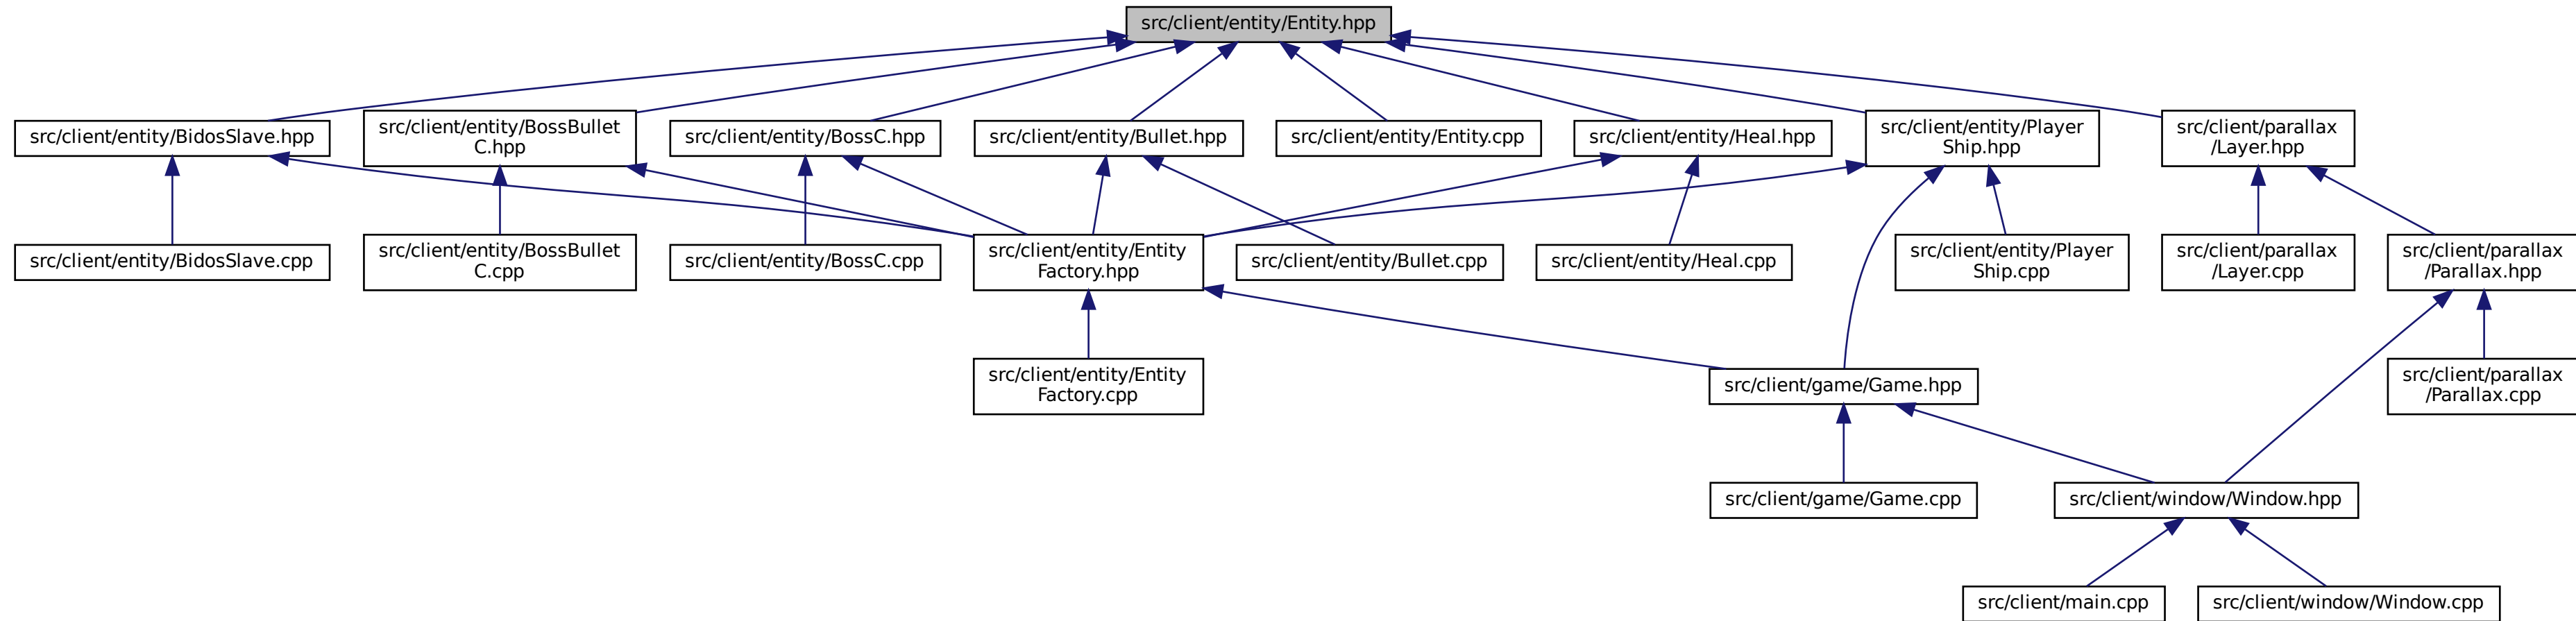 src/client/entity/Entity.hpp
src/client/entity/BidosSlave.hpp
src/client/entity/BossBullet
C.hpp
src/client/entity/BossC.hpp
src/client/entity/Bullet.hpp
src/client/entity/Entity.cpp
src/client/entity/Heal.hpp
src/client/entity/Player
Ship.hpp
src/client/parallax
/Layer.hpp
src/client/entity/BidosSlave.cpp
src/client/entity/BossBullet
C.cpp
src/client/entity/BossC.cpp
src/client/entity/Entity
Factory.hpp
src/client/entity/Bullet.cpp
src/client/entity/Heal.cpp
src/client/entity/Player
Ship.cpp
src/client/parallax
/Layer.cpp
src/client/parallax
/Parallax.hpp
src/client/entity/Entity
Factory.cpp
src/client/game/Game.hpp
src/client/parallax
/Parallax.cpp
src/client/game/Game.cpp
src/client/window/Window.hpp
src/client/main.cpp
src/client/window/Window.cpp